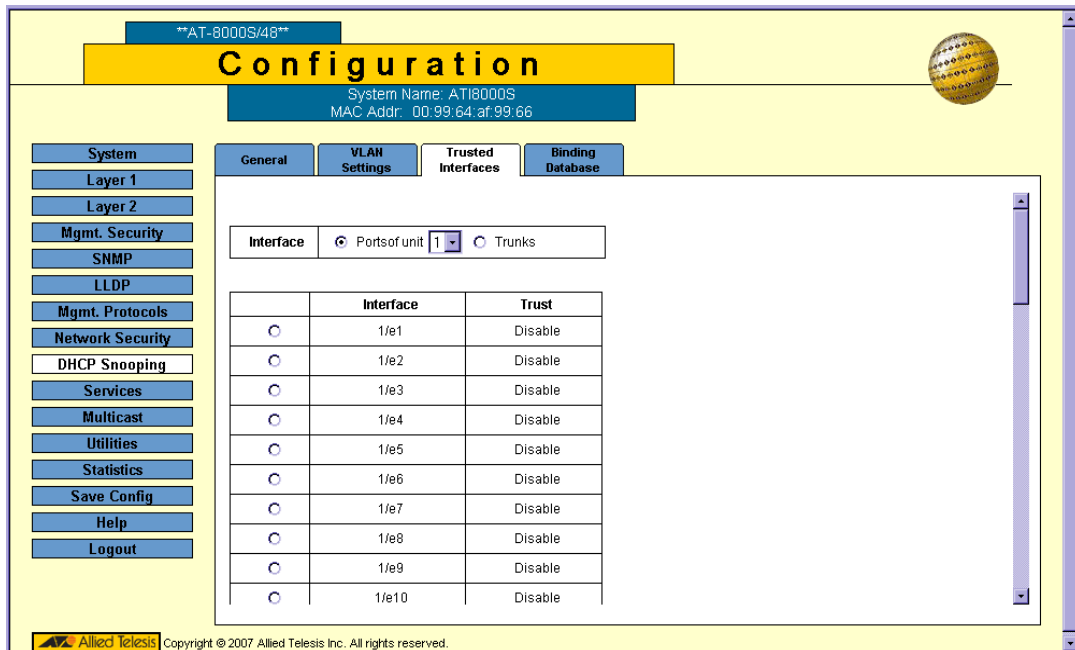 **AT-8000S/48**
Configuration
System Name: ATI8000S
MAC Addr: 00:99:64:af:99:66
System
Layer 1
Layer 2
Mgmt. Security
SNMP
LLDP
Mgmt. Protocols
Network Security
DHCP Snooping
Services
Multicast
Utilities
Statistics
Save Config
Help
Logout
General
VLAN
Settings
Trusted
Interfaces
Binding
Database
Interface Portsof unit 1 Trunks
Interface Trust
1/e1 Disable
1/e2 Disable
1/e3 Disable
1/e4 Disable
1/e5 Disable
1/e6 Disable
1/e7 Disable
1/e8 Disable
1/e9 Disable
1/e10 Disable
Allied Telesis Copyright © 2007 Allied Telesis Inc. All rights reserved.